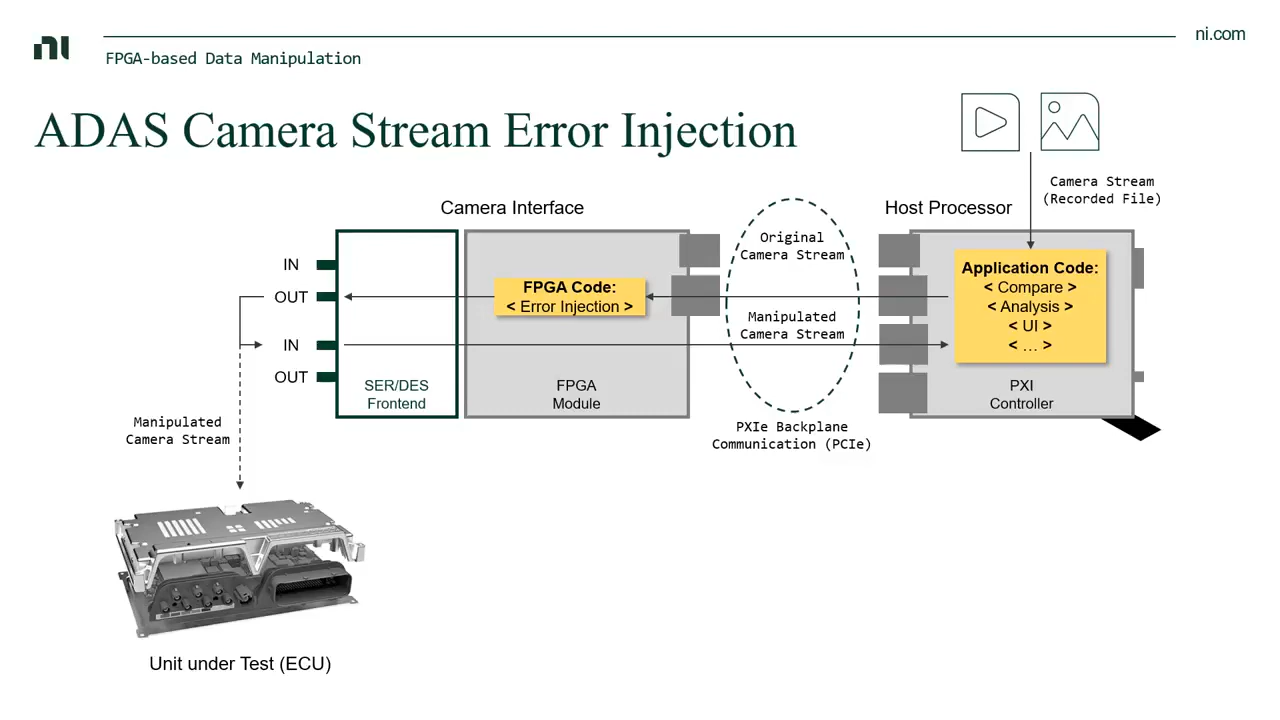 ni
ni.com
FPGA-based Data Manipulation
ADAS Camera Stream Error Injection
Camera Stream
(Recorded File)
Camera Interface
Host Processor
IN
OUT
IN
OUT
SER/DES
Frontend
FPGA Code:
< Error Injection >
FPGA
Module
Original
Camera Stream
Manipulated
Camera Stream
PXIe Backplane
Communication (PCIe)
Application Code:
< Compare >
< Analysis >
< UI >
< ... >
PXI
Controller
Manipulated
Camera Stream
Unit under Test (ECU)